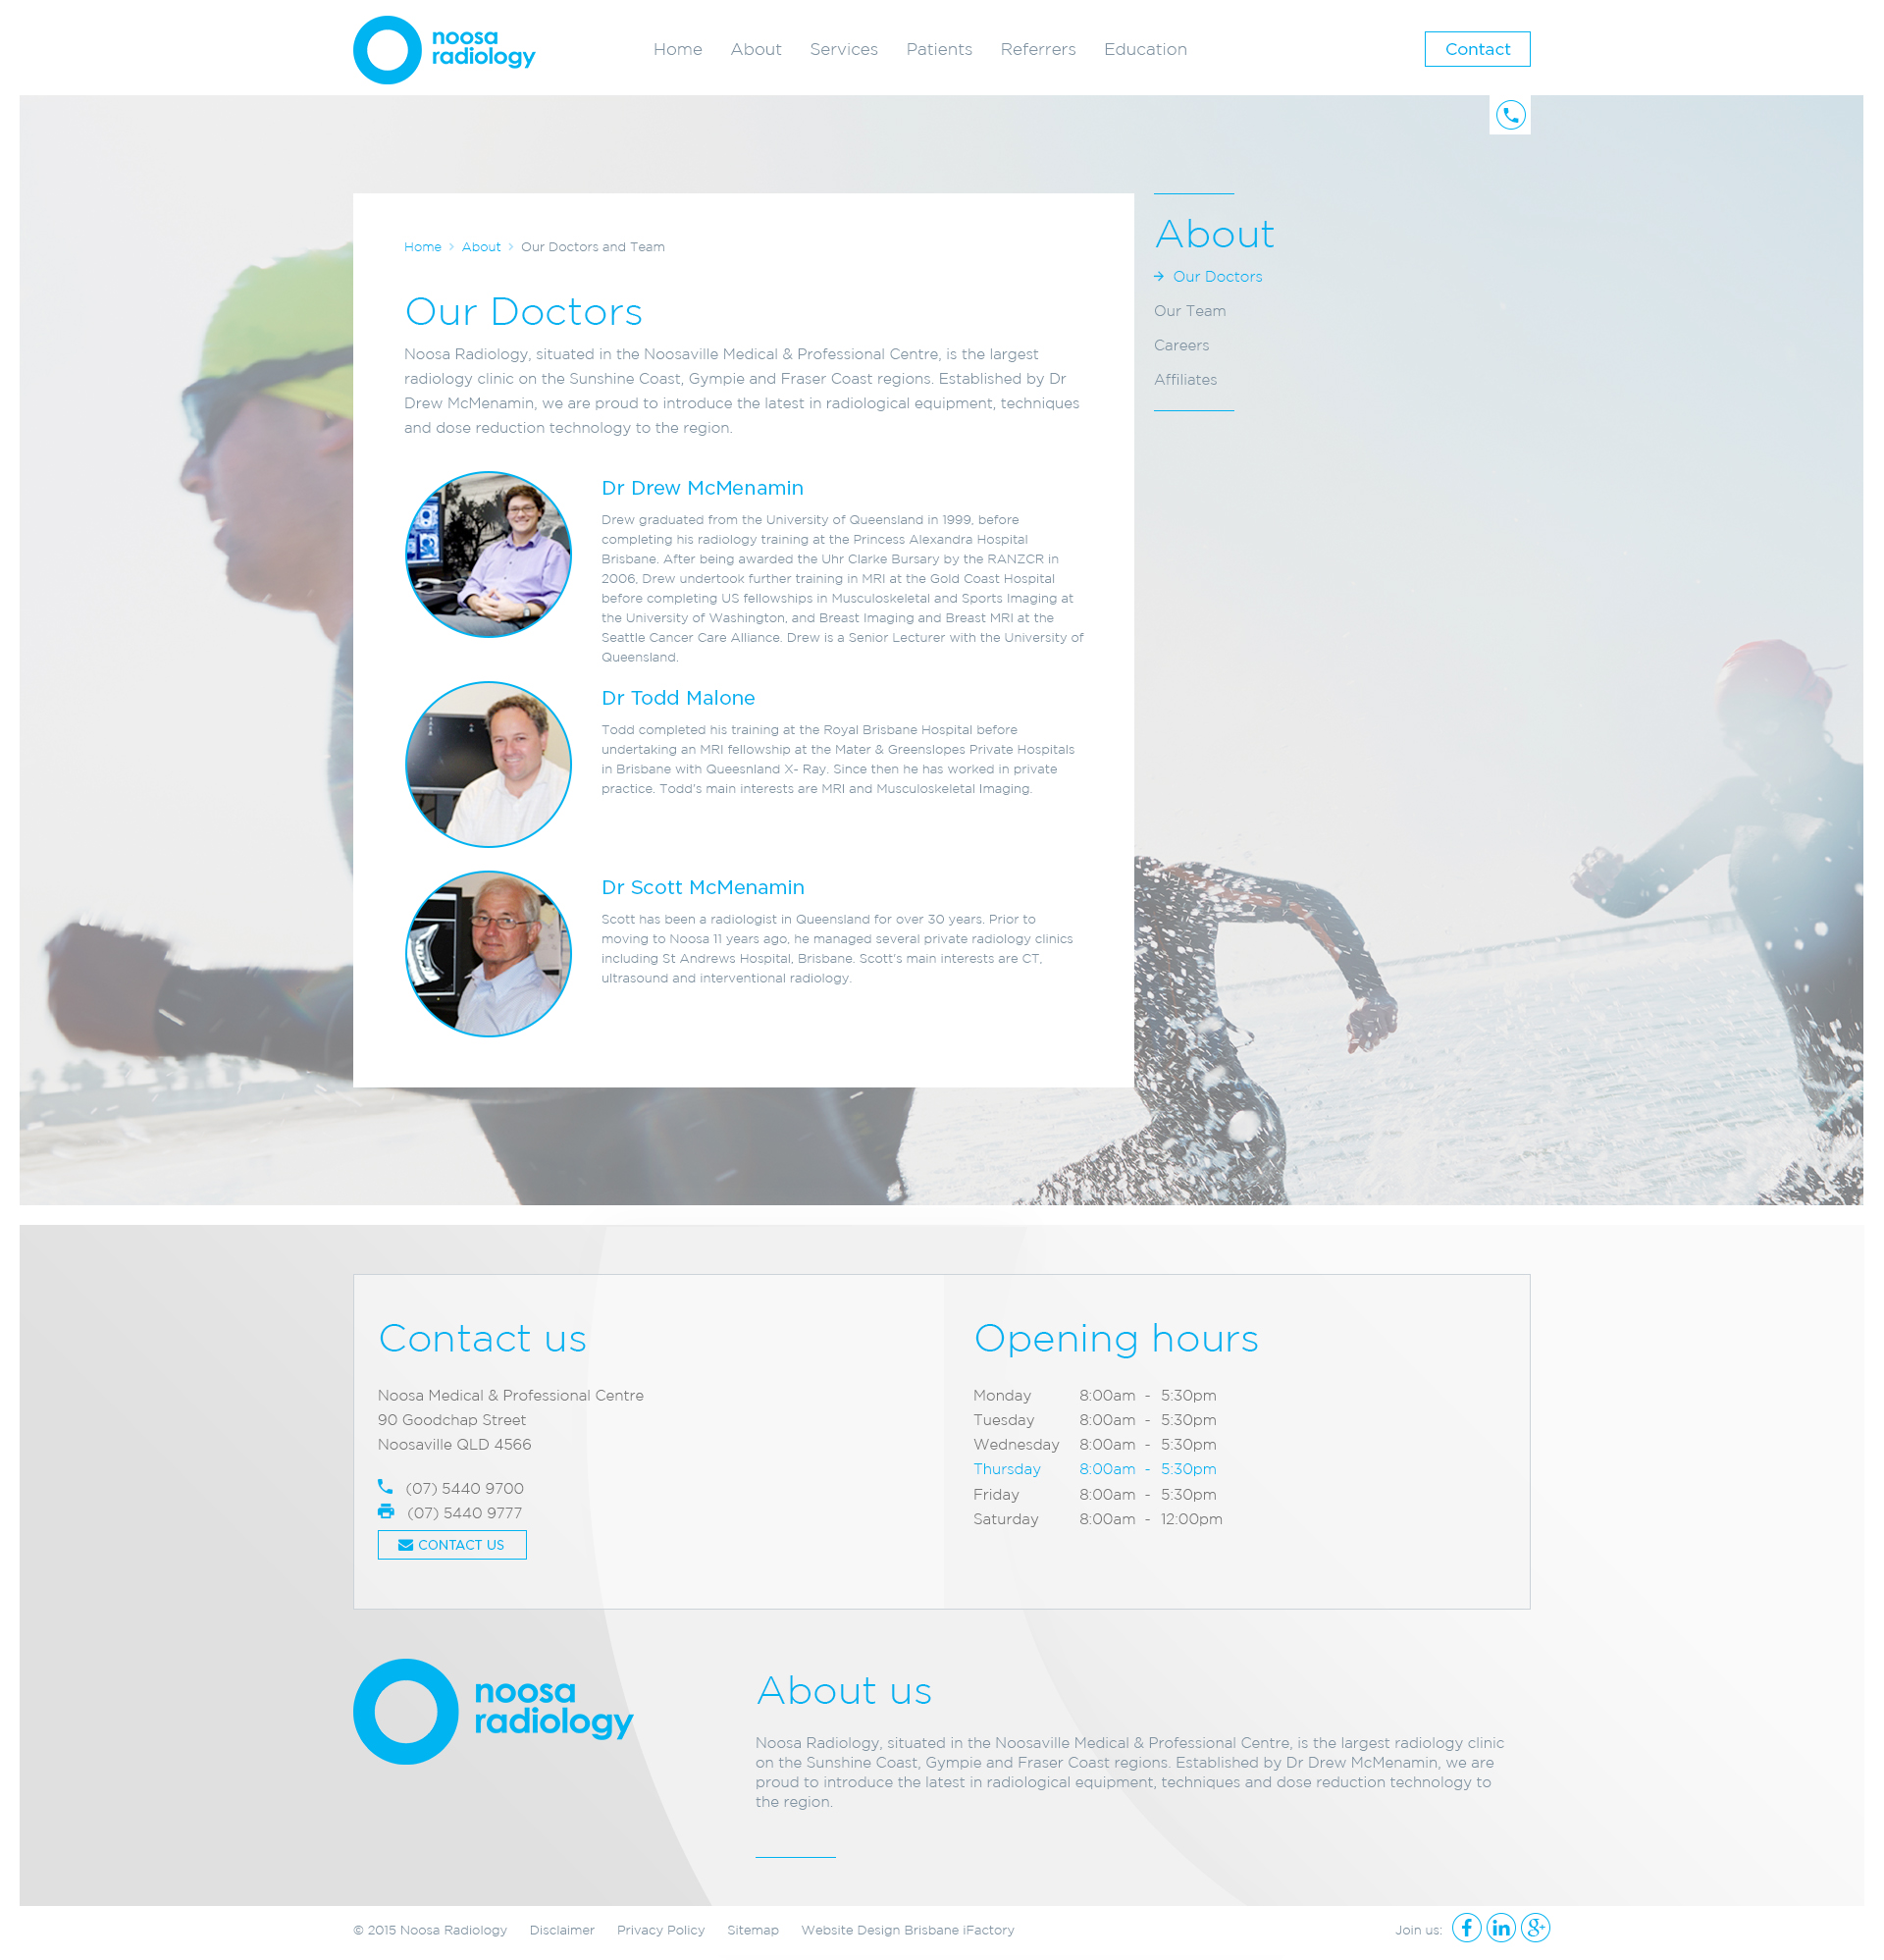 noosa
radiology
Home About Services Patients Referrers Education
Contact
Home > About > Our Doctors and Team
Our Doctors
Noosa Radiology, situated in the Noosaville Medical & Professional Centre, is the largest
radiology clinic on the Sunshine Coast, Gympie and Fraser Coast regions. Established by Dr
Drew McMenamin, we are proud to introduce the latest in radiological equipment, techniques
and dose reduction technology to the region.
Dr Drew McMenamin
Drew graduated from the University of Queensland in 1999, before
completing his radiology training at the Princess Alexandra Hospital
Brisbane. After being awarded the Uhr Clarke Bursary by the RANZCR in
2006, Drew undertook further training in MRI at the Gold Coast Hospital
before completing US fellowships in Musculoskeletal and Sports Imaging at
the University of Washington, and Breast Imaging and Breast MRI at the
Seattle Cancer Care Alliance. Drew is a Senior Lecturer with the University of
Queensland.
Dr Todd Malone
Todd completed his training at the Royal Brisbane Hospital before
undertaking an MRI fellowship at the Mater & Greenslopes Private Hospitals
in Brisbane with Queesnland X- Ray. Since then he has worked in private
practice. Todd's main interests are MRI and Musculoskeletal Imaging.
Dr Scott McMenamin
Scott has been a radiologist in Queensland for over 30 years. Prior to
moving to Noosa 11 years ago, he managed several private radiology clinics
including St Andrews Hospital, Brisbane. Scott's main interests are CT,
ultrasound and interventional radiology.
About
→ Our Doctors
Our Team
Careers
Affiliates
Contact us
Noosa Medical & Professional Centre
90 Goodchap Street
Noosaville QLD 4566
(07) 5440 9700
(07) 5440 9777
CONTACT US
Opening hours
Monday 8:00am - 5:30pm
Tuesday 8:00am - 5:30pm
Wednesday 8:00am - 5:30pm
Thursday 8:00am - 5:30pm
Friday 8:00am - 5:30pm
Saturday 8:00am - 12:00pm
noosa
radiology
About us
Noosa Radiology, situated in the Noosaville Medical & Professional Centre, is the largest radiology clinic
on the Sunshine Coast, Gympie and Fraser Coast regions. Established by Dr Drew McMenamin, we are
proud to introduce the latest in radiological equipment, techniques and dose reduction technology to
the region.
© 2015 Noosa Radiology Disclaimer Privacy Policy Sitemap Website Design Brisbane iFactory
Join us: f in g+